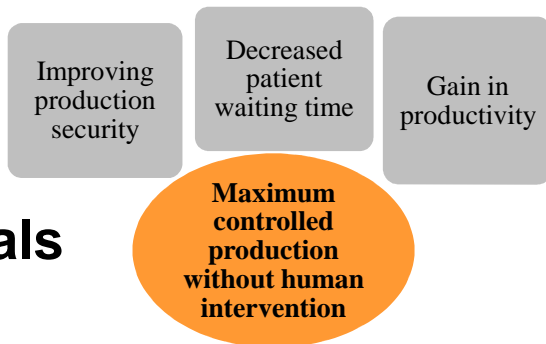 Improving
production
security
Decreased
patient
waiting time
Gain in
productivity
als
Maximum
controlled
production
without human
intervention